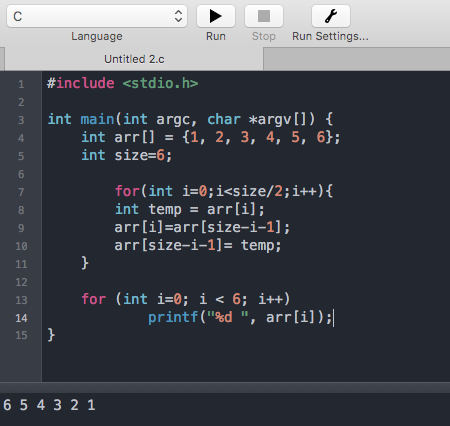 C
Language Run Stop Run Settings...
Untitled 2.c
1 #include <stdio.h>
2
3 int main(int argc, char *argv[]) {
4 int arr[] = {1, 2, 3, 4, 5, 6};
5 int size=6;
6
7 for(int i=0;i<size/2;i++){
8 int temp = arr[i];
9 arr[i]=arr[size-i-1];
10 arr[size-i-1]= temp;
11 }
12
13 for (int i=0; i < 6; i++)
14 printf("%d ", arr[i]);
15 }
6 5 4 3 2 1